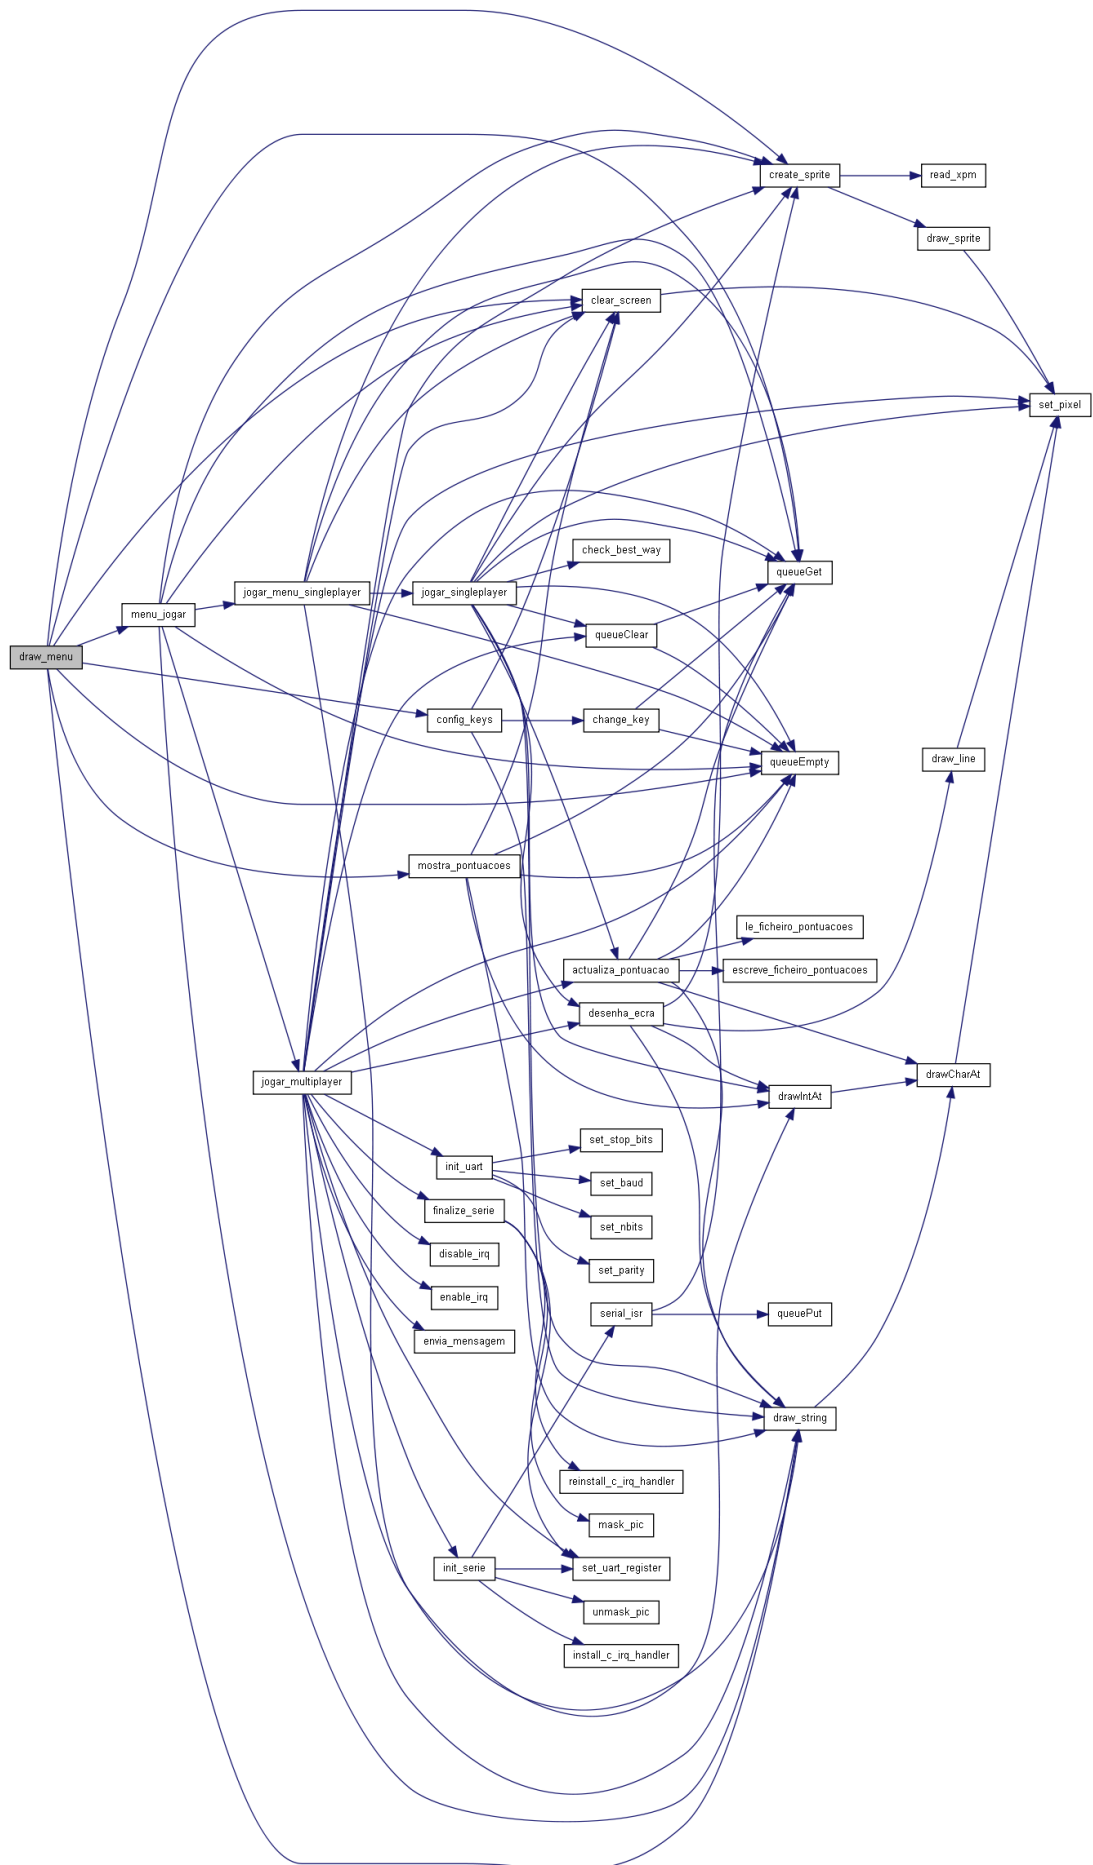 create_sprite
read_xpm
draw_sprite
clear_screen
set_pixel
check_best_way
queueGet
jogar_menu_singleplayer
jogar_singleplayer
menu_jogar
queueClear
draw_menu
config_keys
change_key
draw_line
queueEmpty
mostra_pontuacoes
le_ficheiro_pontuacoes
actualiza_pontuacao
escreve_ficheiro_pontuacoes
desenha_ecra
drawCharAt
jogar_multiplayer
drawIntAt
set_stop_bits
init_uart
set_baud
finalize_serie
set_nbits
disable_irq
set_parity
enable_irq
serial_isr
queuePut
envia_mensagem
draw_string
reinstall_c_irq_handler
mask_pic
init_serie
set_uart_register
unmask_pic
install_c_irq_handler